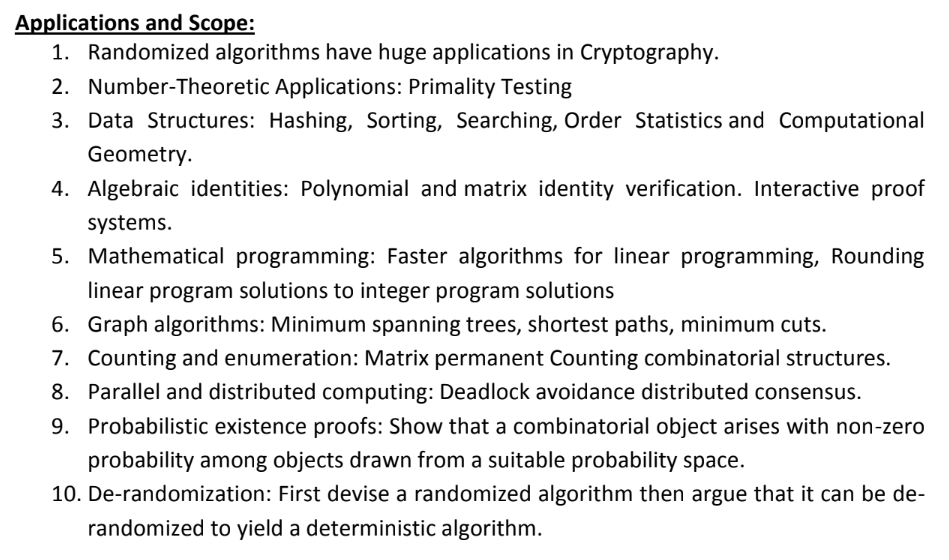 Applications and Scope:
1. Randomized algorithms have huge applications in Cryptography.
2. Number-Theoretic Applications: Primality Testing
3. Data Structures: Hashing, Sorting, Searching, Order Statistics and Computational
Geometry.
4. Algebraic identities: Polynomial and matrix identity verification. Interactive proof
systems.
5. Mathematical programming: Faster algorithms for linear programming, Rounding
linear program solutions to integer program solutions
6. Graph algorithms: Minimum spanning trees, shortest paths, minimum cuts.
7. Counting and enumeration: Matrix permanent Counting combinatorial structures.
8. Parallel and distributed computing: Deadlock avoidance distributed consensus.
9. Probabilistic existence proofs: Show that a combinatorial object arises with non-zero
probability among objects drawn from a suitable probability space.
10. De-randomization: First devise a randomized algorithm then argue that it can be de-
randomized to yield a deterministic algorithm.